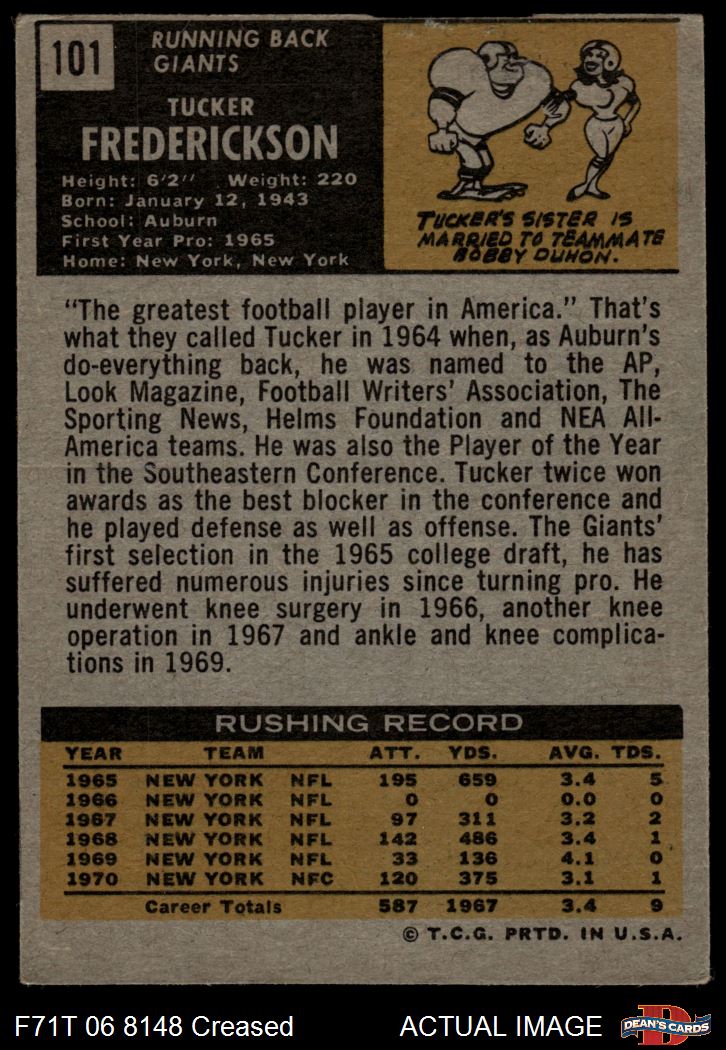 101
RUNNING BACK
GIANTS
TUCKER
FREDERICKSON
Height: 6'2" Weight: 220
Born: January 12, 1943
School: Auburn
First Year Pro: 1965
Home: New York, New York
TUCKER'S SISTER IS
MARRIED TO TEAMMATE
BOBBY DUHON.
"The greatest football player in America." That's
what they called Tucker in 1964 when, as Auburn's
do-everything back, he was named to the AP,
Look Magazine, Football Writers' Association, The
Sporting News, Helms Foundation and NEA All-
America teams. He was also the Player of the Year
in the Southeastern Conference. Tucker twice won
awards as the best blocker in the conference and
he played defense as well as offense. The Giants'
first selection in the 1965 college draft, he has
suffered numerous injuries since turning pro. He
underwent knee surgery in 1966, another knee
operation in 1967 and ankle and knee complica-
tions in 1969.
RUSHING RECORD
YEAR TEAM ATT. YDS. AVG. TDS.
1965 NEW YORK NFL 195 659 3.4 5
1966 NEW YORK NFL 0 0 0.0 0
1967 NEW YORK NFL 97 311 3.2 2
1968 NEW YORK NFL 142 486 3.4 1
1969 NEW YORK NFL 33 136 4.1 0
1970 NEW YORK NFC 120 375 3.1 1
Career Totals 587 1967 3.4 9
© T.C.G. PRTD. IN U.S.A.
F71T 06 8148 Creased ACTUAL IMAGE
D
DEAN'S CARDS